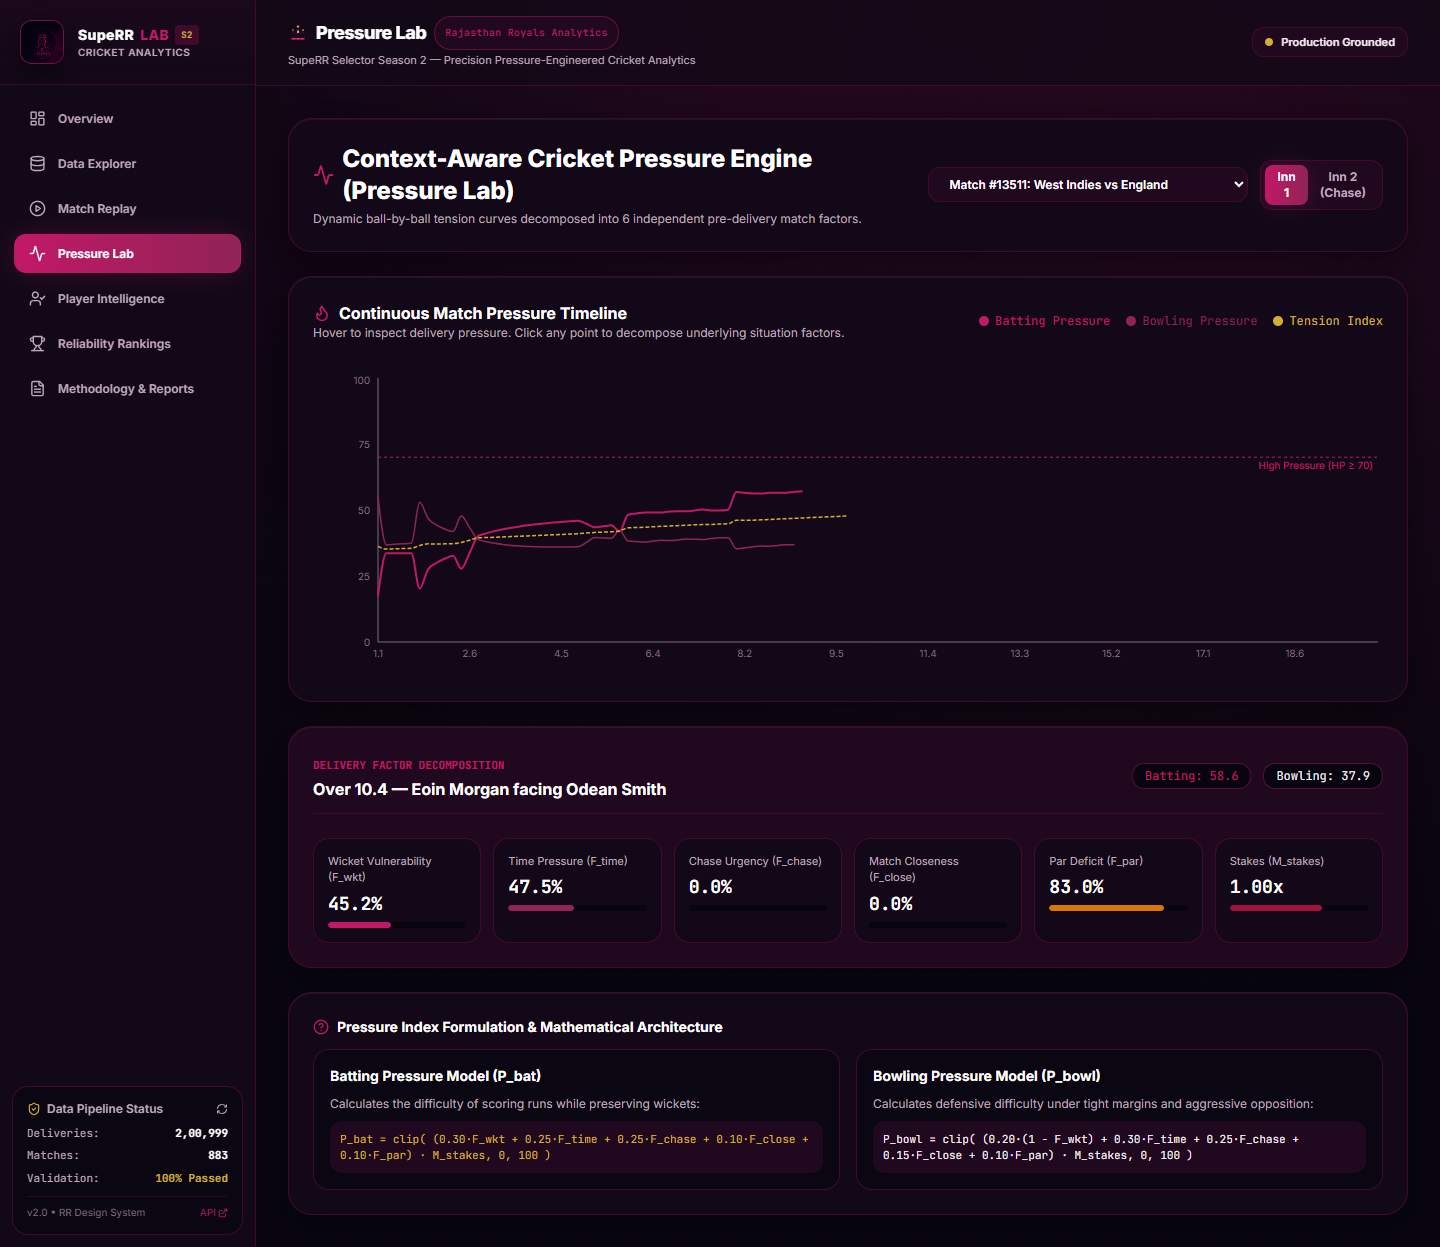 SupeRR LAB S2
CRICKET ANALYTICS
Overview
Data Explorer
Match Replay
Pressure Lab
Player Intelligence
Reliability Rankings
Methodology & Reports
Data Pipeline Status
Deliveries: 2,00,999
Matches: 883
Validation: 100% Passed
v2.0 • RR Design System API
Pressure Lab Rajasthan Royals Analytics
SupeRR Selector Season 2 — Precision Pressure-Engineered Cricket Analytics
Production Grounded
Context-Aware Cricket Pressure Engine
(Pressure Lab)
Dynamic ball-by-ball tension curves decomposed into 6 independent pre-delivery match factors.
Match #13511: West Indies vs England
Inn
1
Inn 2
(Chase)
Continuous Match Pressure Timeline
Hover to inspect delivery pressure. Click any point to decompose underlying situation factors.
Batting Pressure Bowling Pressure Tension Index
100
75
50
25
0
High Pressure (HP ≥ 70)
1.1 2.6 4.5 6.4 8.2 9.5 11.4 13.3 15.2 17.1 18.6
DELIVERY FACTOR DECOMPOSITION
Over 10.4 — Eoin Morgan facing Odean Smith
Batting: 58.6 Bowling: 37.9
Wicket Vulnerability
(F_wkt)
45.2%
Time Pressure (F_time)
47.5%
Chase Urgency (F_chase)
0.0%
Match Closeness
(F_close)
0.0%
Par Deficit (F_par)
83.0%
Stakes (M_stakes)
1.00x
Pressure Index Formulation & Mathematical Architecture
Batting Pressure Model (P_bat)
Calculates the difficulty of scoring runs while preserving wickets:
P_bat = clip( (0.30·F_wkt + 0.25·F_time + 0.25·F_chase + 0.10·F_close +
0.10·F_par) · M_stakes, 0, 100 )
Bowling Pressure Model (P_bowl)
Calculates defensive difficulty under tight margins and aggressive opposition:
P_bowl = clip( (0.20·(1 - F_wkt) + 0.30·F_time + 0.25·F_chase +
0.15·F_close + 0.10·F_par) · M_stakes, 0, 100 )